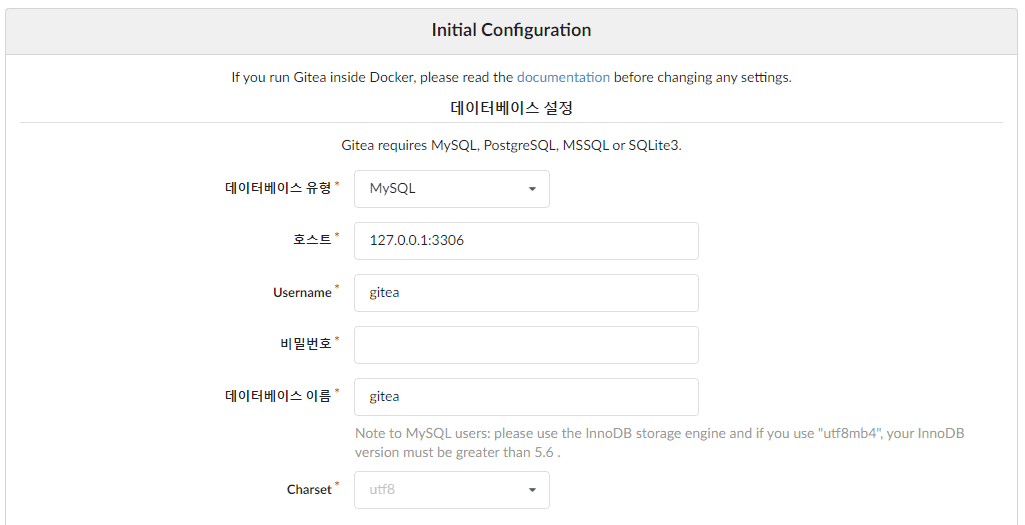 Initial Configuration
If you run Gitea inside Docker, please read the documentation before changing any settings.
데이터베이스 설정
Gitea requires MySQL, PostgreSQL, MSSQL or SQLite3.
데이터베이스 유형* MySQL
호스트* 127.0.0.1:3306
Username* gitea
비밀번호*
데이터베이스 이름* gitea
Note to MySQL users: please use the InnoDB storage engine and if you use "utf8mb4", your InnoDB
version must be greater than 5.6 .
Charset* utf8